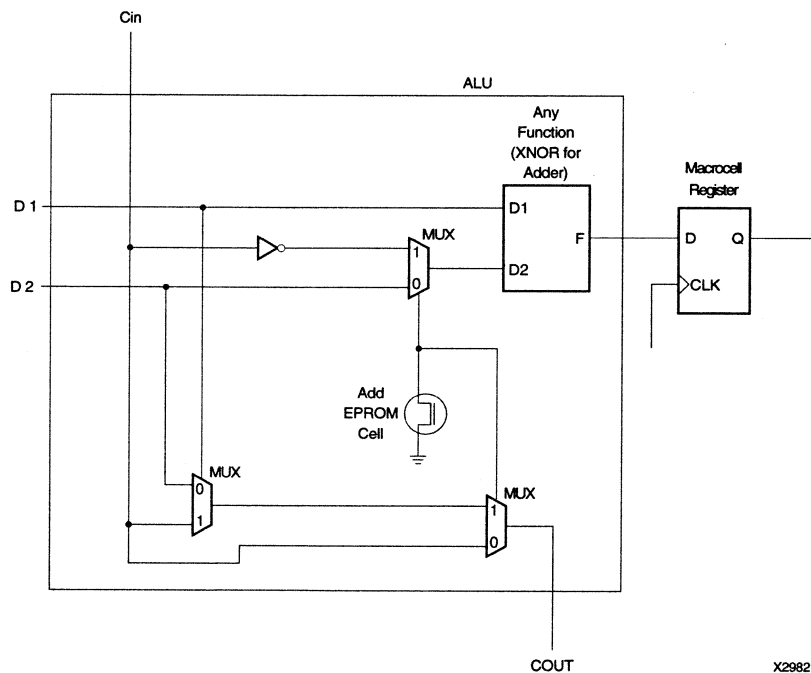 Cin
ALU
Any
Function
(XNOR for
Adder)
Macrocell
Register
D 1
D1
MUX
1
F
D
Q
D2
D 2
0
CLK
Add
EPROM
Cell
MUX
0
MUX
1
1
0
COUT
X2982